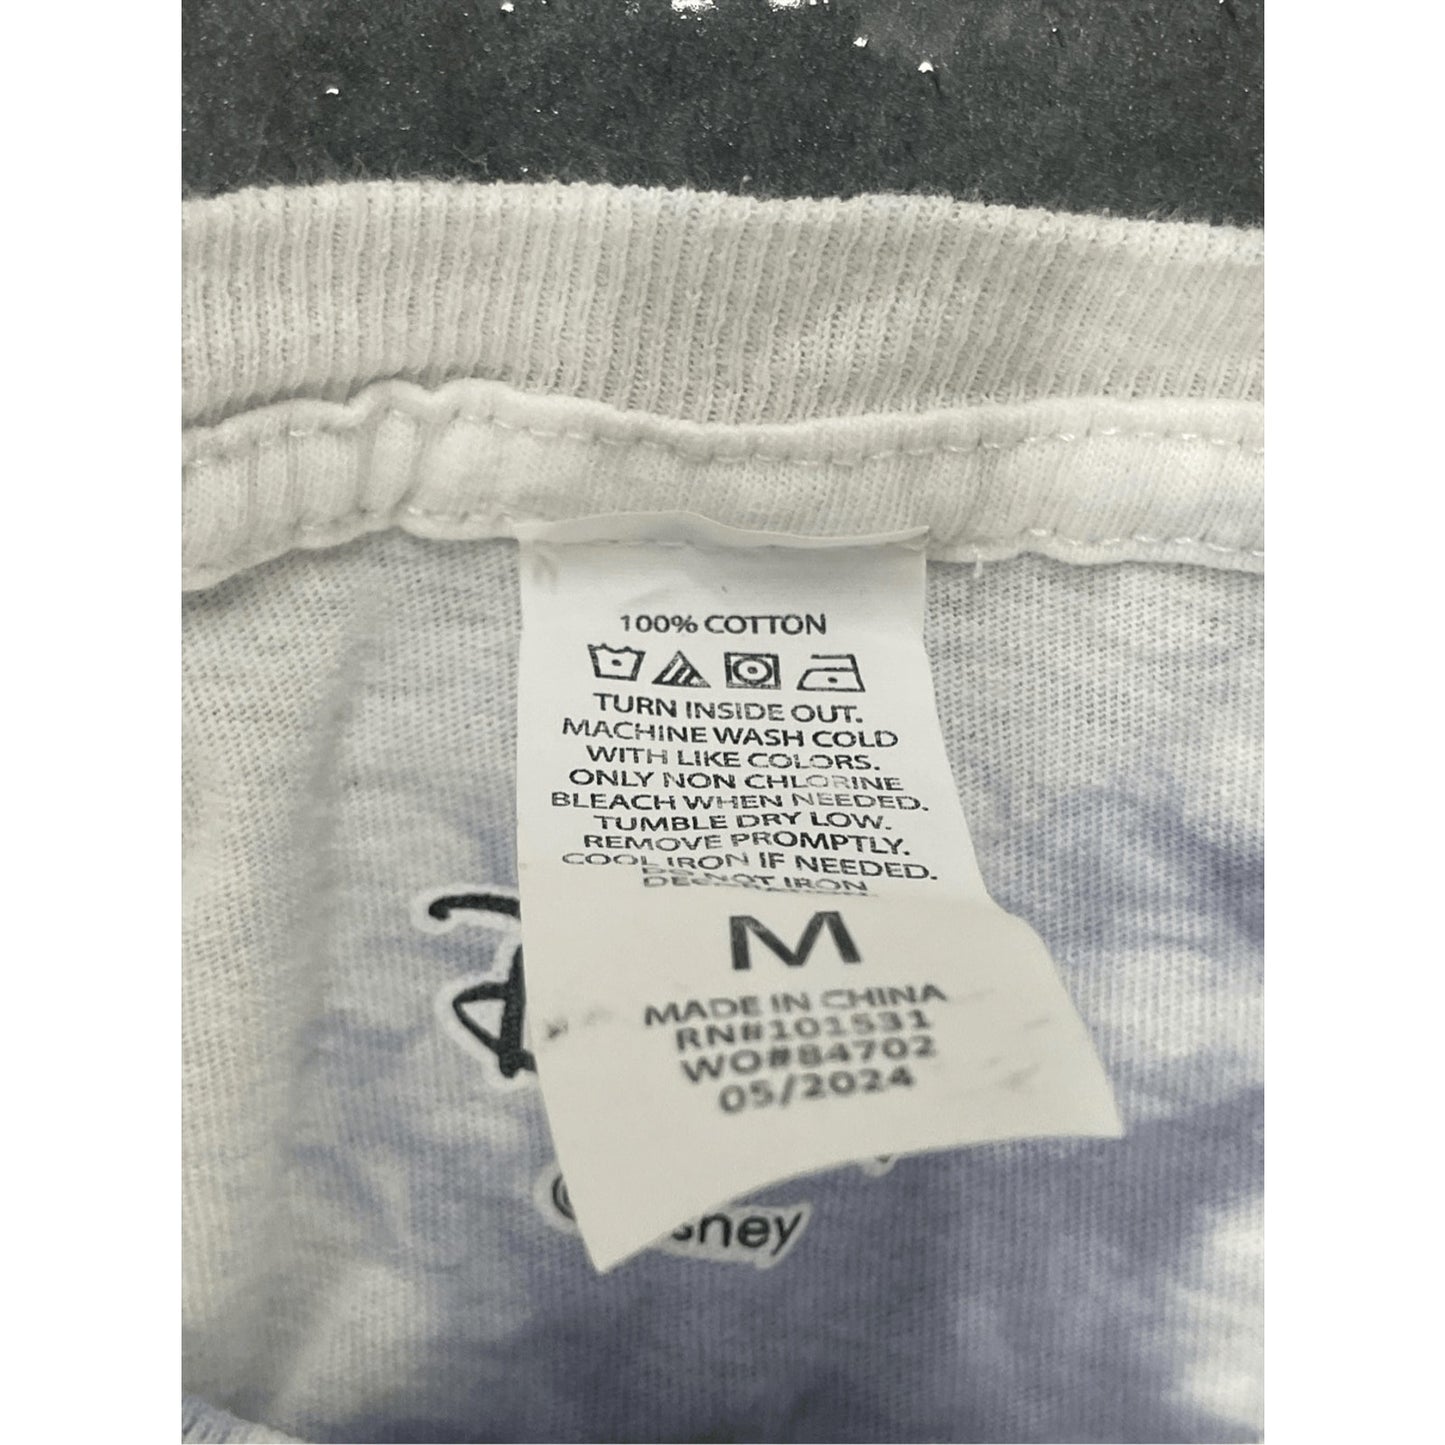 100% COTTON
TURN INSIDE OUT.
MACHINE WASH COLD
WITH LIKE COLORS.
ONLY NON CHLORINE
BLEACH WHEN NEEDED.
TUMBLE DRY LOW.
REMOVE PROMPTLY.
COOL IRON IF NEEDED.
DO NOT IRON
M
MADE IN CHINA
RN#101531
WO#84702
05/2024